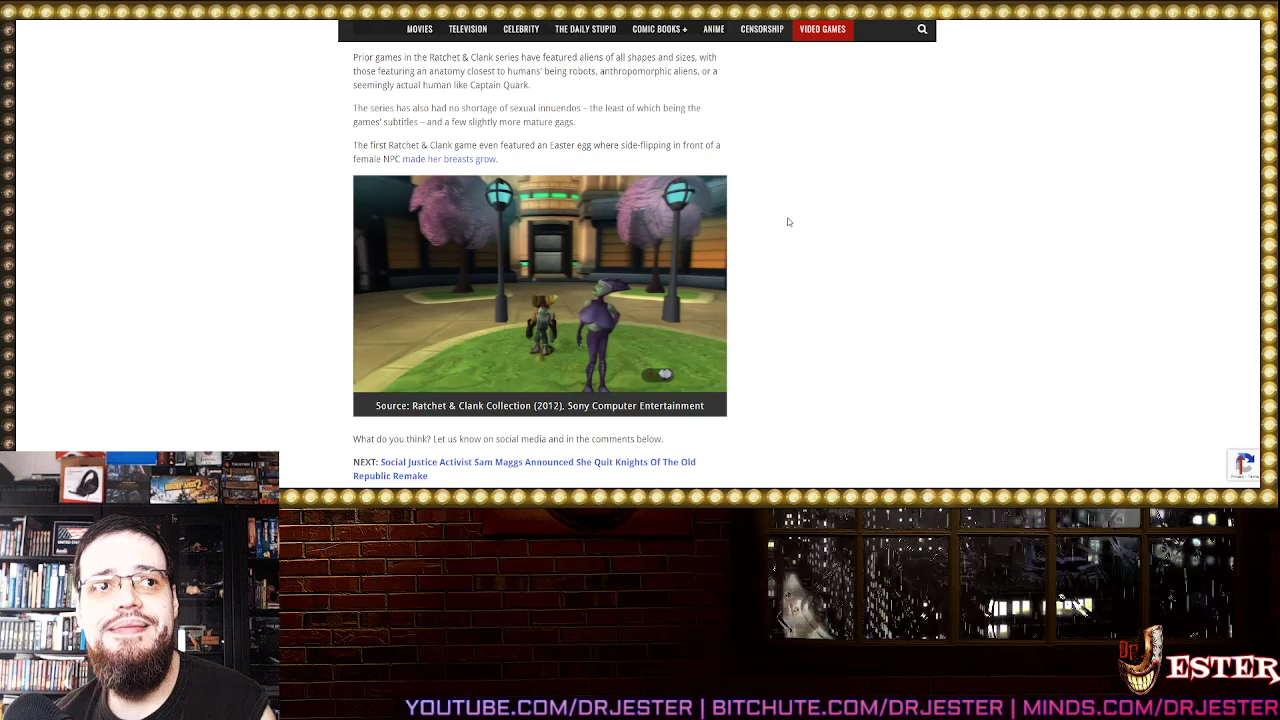 MOVIES TELEVISION CELEBRITY THE DAILY STUPID COMIC BOOKS + ANIME CENSORSHIP VIDEO GAMES
Prior games in the Ratchet & Clank series have featured aliens of all shapes and sizes, with
those featuring an anatomy closest to humans' being robots, anthropomorphic aliens, or a
seemingly actual human like Captain Quark.
The series has also had no shortage of sexual innuendos – the least of which being the
games' subtitles – and a few slightly more mature gags.
The first Ratchet & Clank game even featured an Easter egg where side-flipping in front of a
female NPC made her breasts grow.
Source: Ratchet & Clank Collection (2012), Sony Computer Entertainment
What do you think? Let us know on social media and in the comments below.
NEXT: Social Justice Activist Sam Maggs Announced She Quit Knights Of The Old
Republic Remake
Dr
JESTER
YOUTUBE.COM/DRJESTER | BITCHUTE.COM/DRJESTER | MINDS.COM/DRJESTER